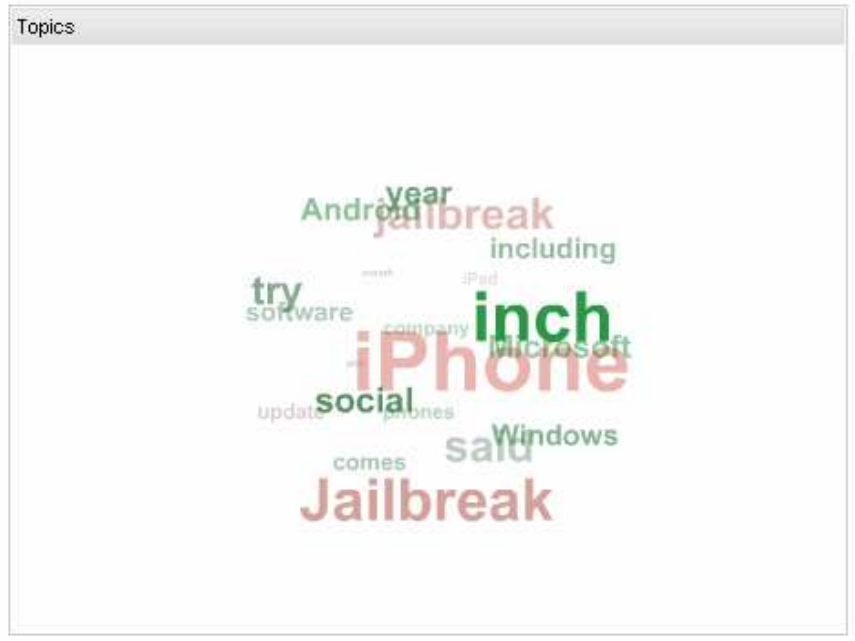 Topics
year
Android
jailbreak
including
iPad
try
software
inch
company
Microsoft
iPhone
social
update
phones
Windows
said
comes
Jailbreak